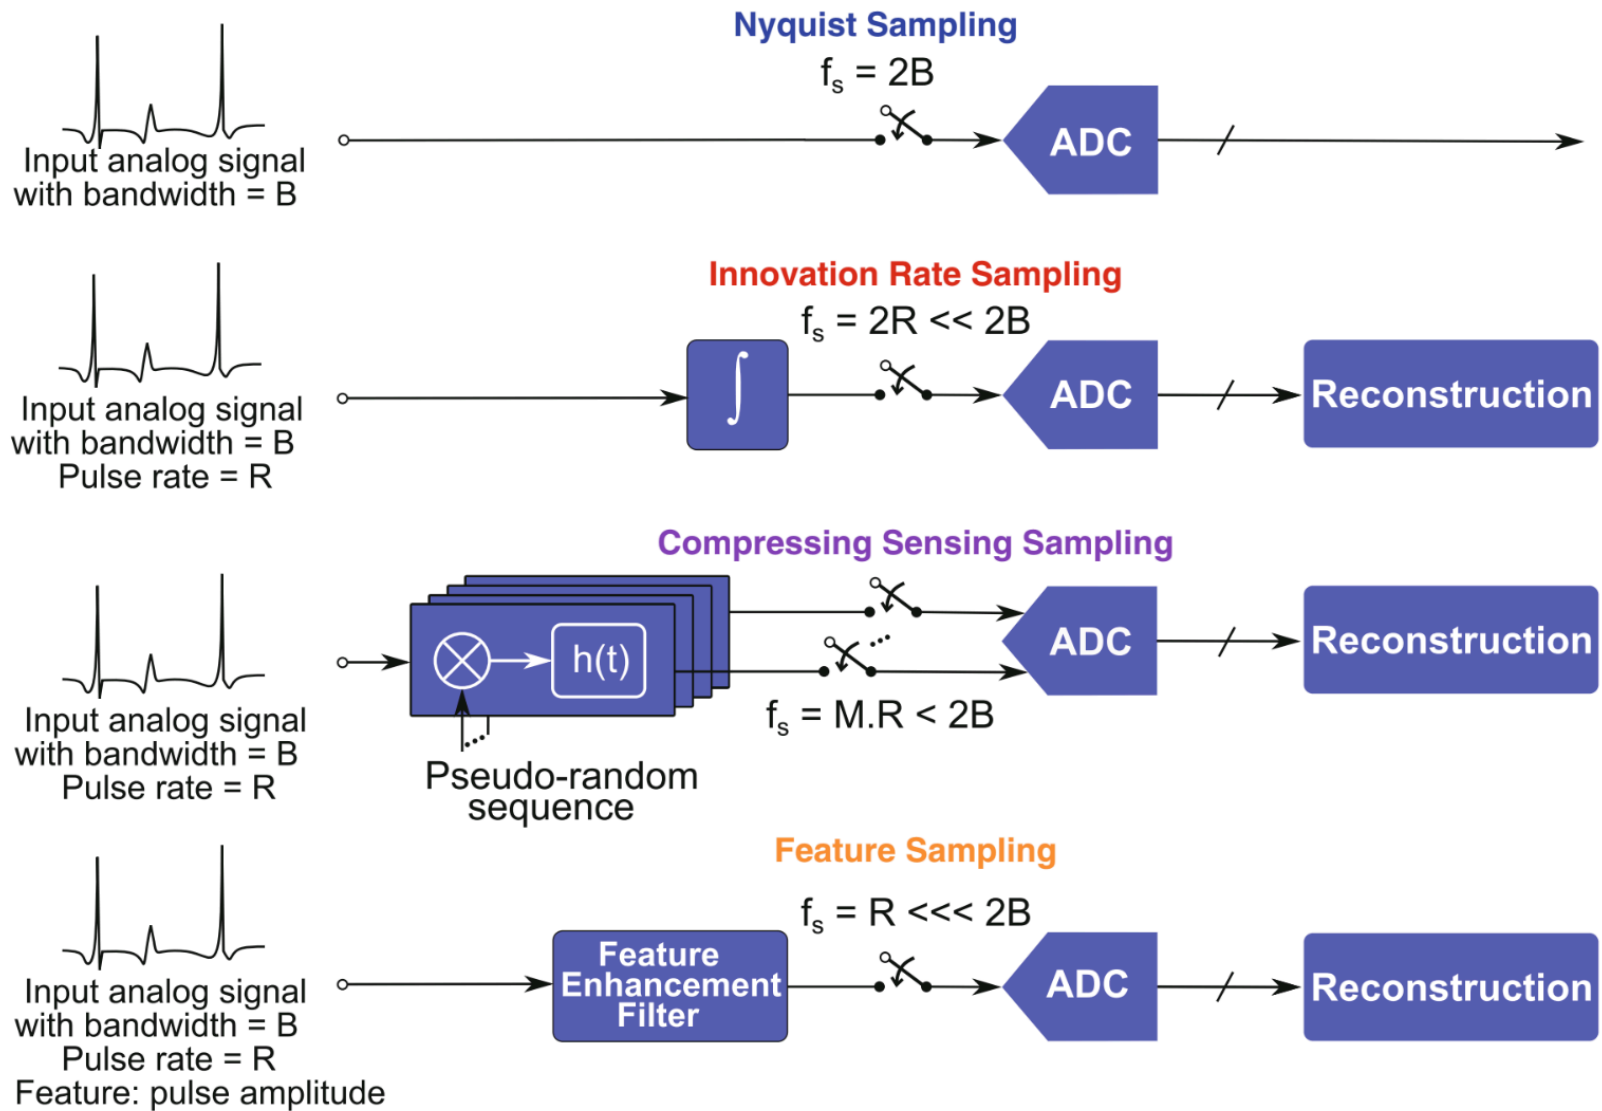 Nyquist Sampling
fs = 2B
ADC
Input analog signal
with bandwidth = B
Innovation Rate Sampling
fs = 2R << 2B
∫
ADC
Reconstruction
Input analog signal
with bandwidth = B
Pulse rate = R
Compressing Sensing Sampling
h(t)
ADC
Reconstruction
fs = M.R < 2B
Input analog signal
with bandwidth = B
Pulse rate = R
Pseudo-random
sequence
Feature Sampling
fs = R <<< 2B
Feature
Enhancement
Filter
ADC
Reconstruction
Input analog signal
with bandwidth = B
Pulse rate = R
Feature: pulse amplitude